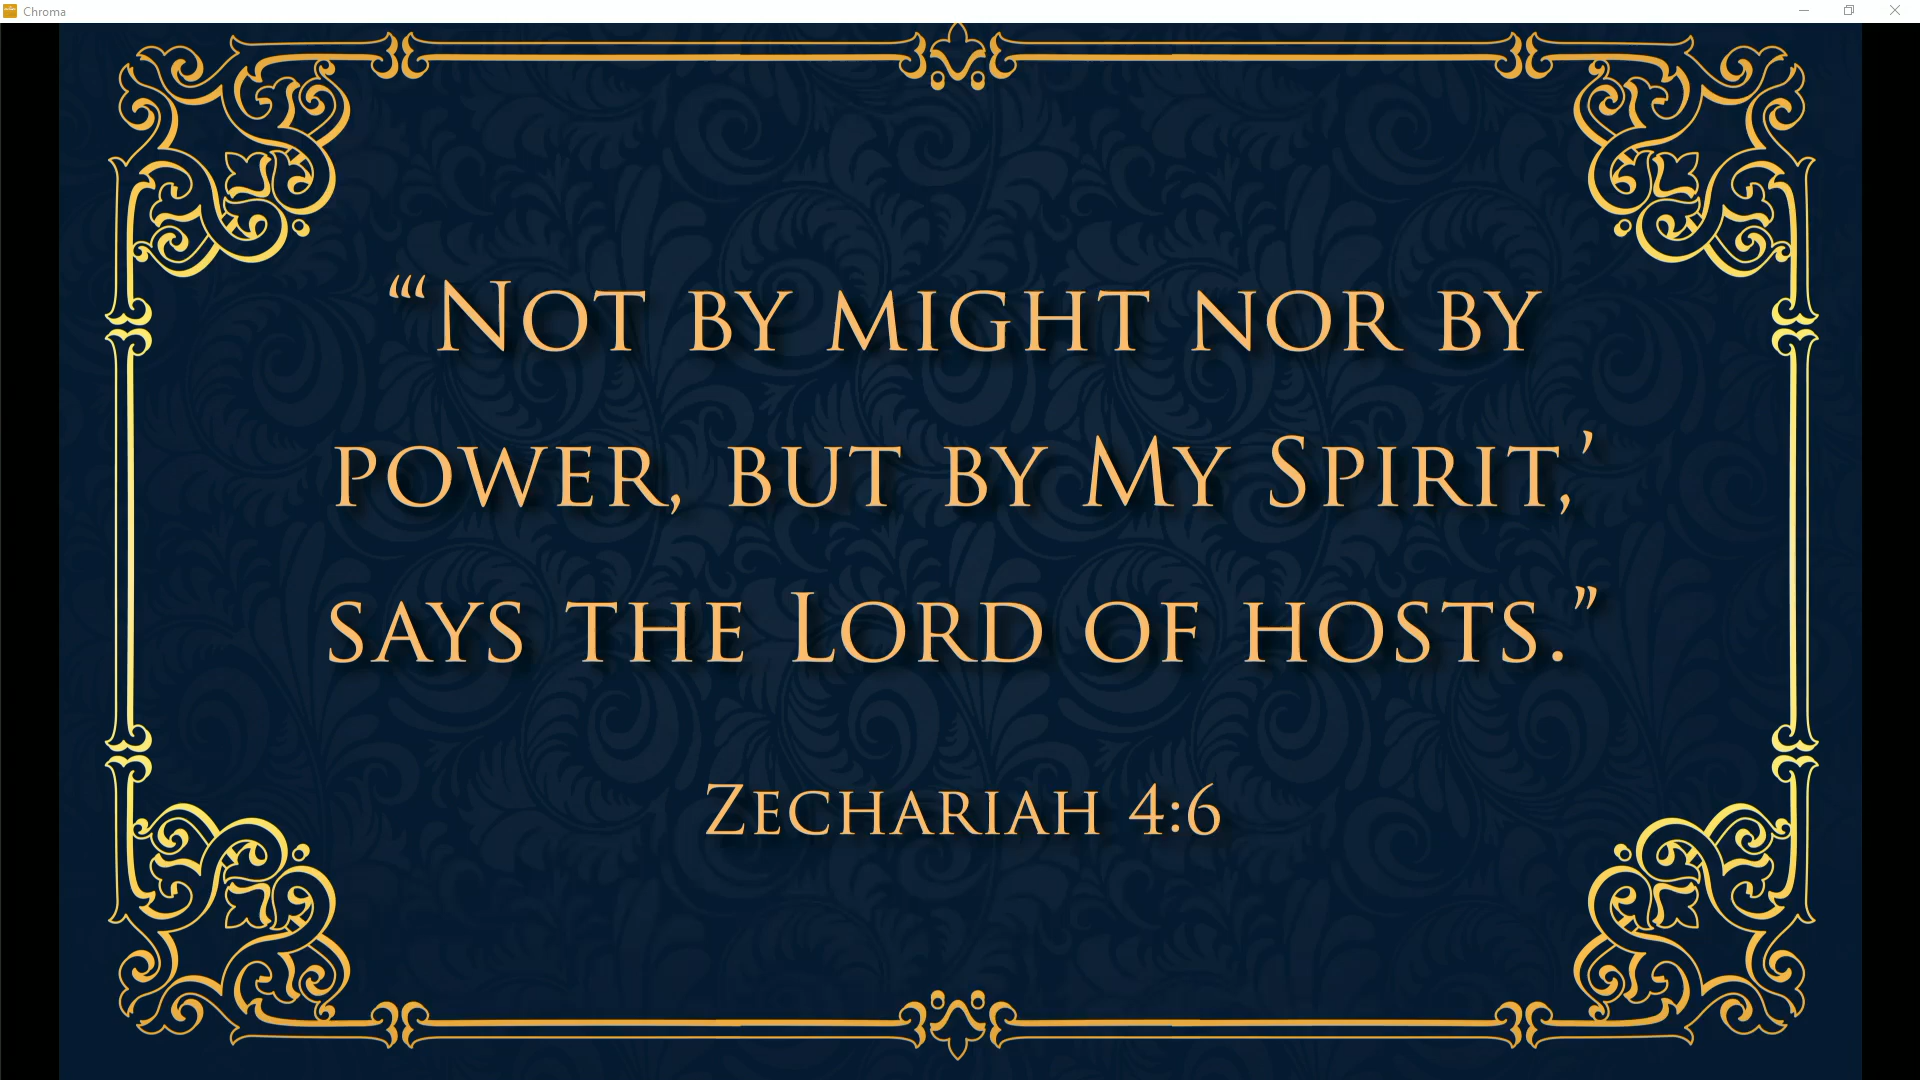 Chroma
“‘“Not by might nor by
power, but by My Spirit,’
says the Lord of hosts.”
Zechariah 4:6